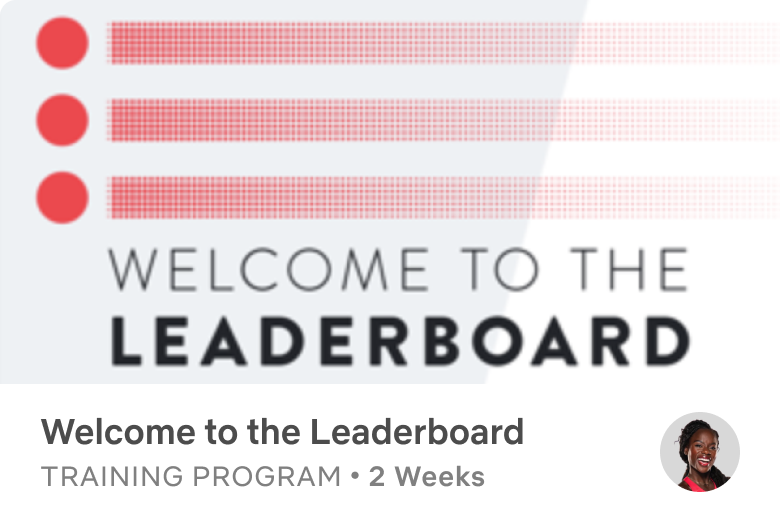 WELCOME TO THE
LEADERBOARD
Welcome to the Leaderboard
TRAINING PROGRAM • 2 Weeks